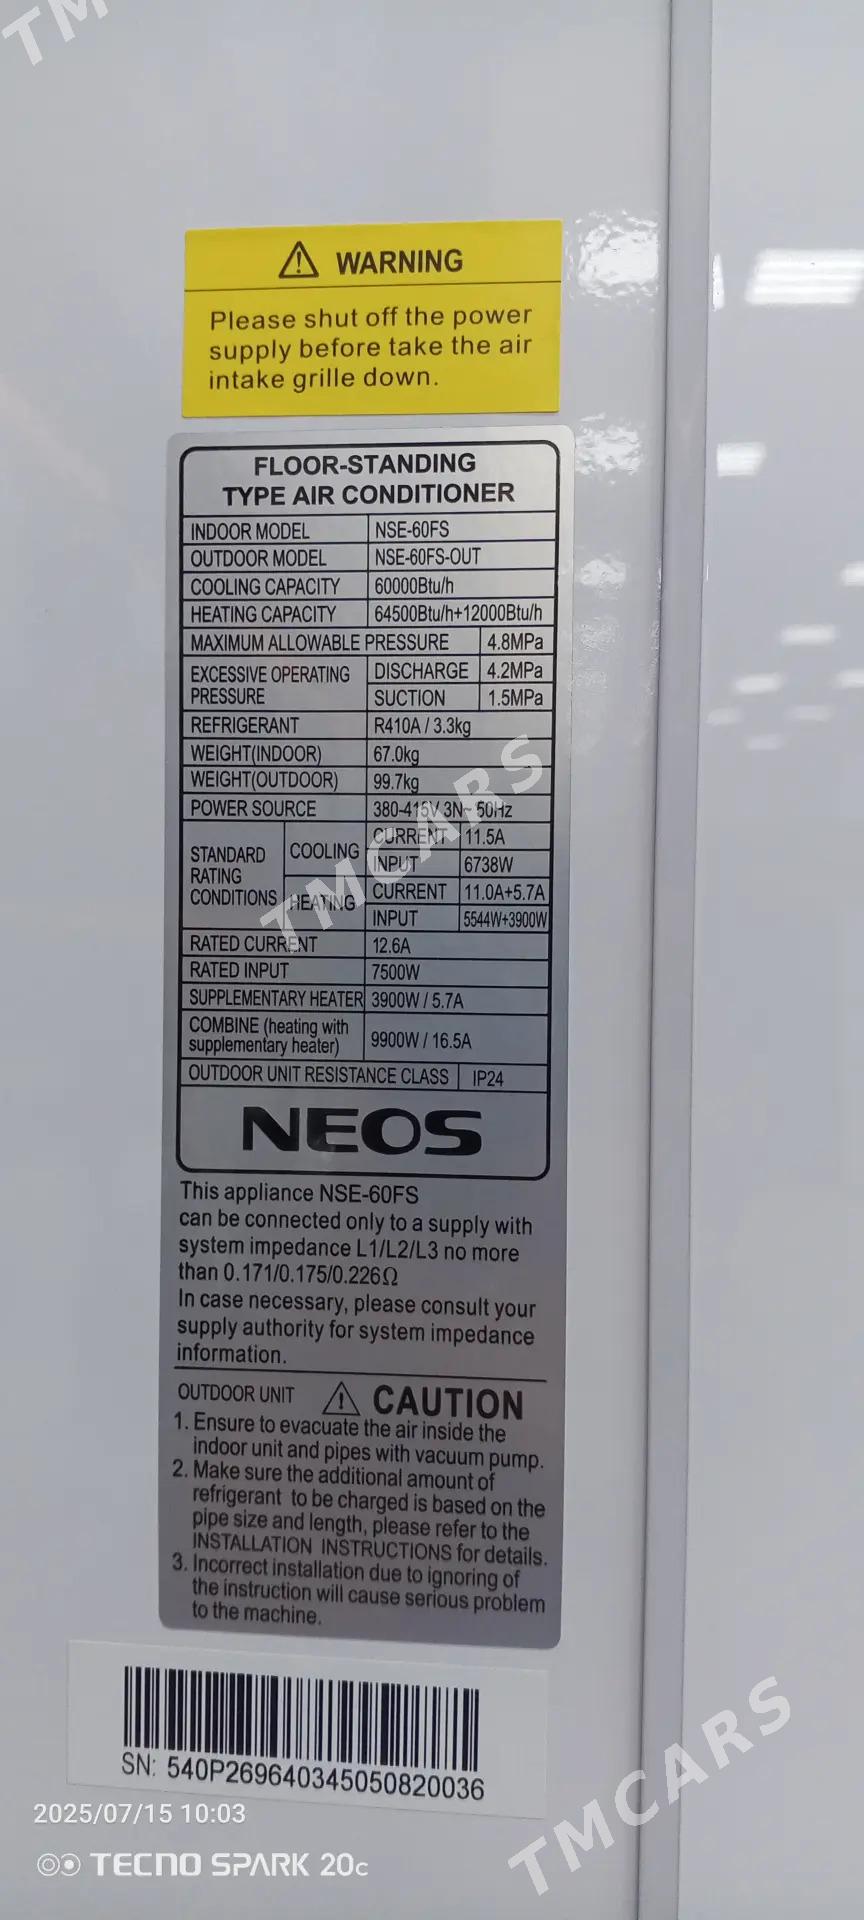 TM
WARNING
Please shut off the power
supply before take the air
intake grille down.
FLOOR-STANDING
TYPE AIR CONDITIONER
INDOOR MODEL NSE-60FS
OUTDOOR MODEL NSE-60FS-OUT
COOLING CAPACITY 60000Btu/h
HEATING CAPACITY 64500Btu/h+12000Btu/h
MAXIMUM ALLOWABLE PRESSURE 4.8MPa
EXCESSIVE OPERATING PRESSURE DISCHARGE 4.2MPa
SUCTION 1.5MPa
REFRIGERANT R410A / 3.3kg
WEIGHT(INDOOR) 67.0kg
WEIGHT(OUTDOOR) 99.7kg
POWER SOURCE 380-415V 3N~ 50Hz
STANDARD RATING CONDITIONS COOLING CURRENT 11.5A
INPUT 6738W
HEATING CURRENT 11.0A+5.7A
INPUT 5544W+3900W
RATED CURRENT 12.6A
RATED INPUT 7500W
SUPPLEMENTARY HEATER 3900W / 5.7A
COMBINE (heating with
supplementary heater) 9900W / 16.5A
OUTDOOR UNIT RESISTANCE CLASS IP24
NEOS
This appliance NSE-60FS
can be connected only to a supply with
system impedance L1/L2/L3 no more
than 0.171/0.175/0.226Ω
In case necessary, please consult your
supply authority for system impedance
information.
OUTDOOR UNIT CAUTION
1. Ensure to evacuate the air inside the
indoor unit and pipes with vacuum pump.
2. Make sure the additional amount of
refrigerant to be charged is based on the
pipe size and length, please refer to the
INSTALLATION INSTRUCTIONS for details.
3. Incorrect installation due to ignoring of
the instruction will cause serious problem
to the machine.
SN: 540P269640345050820036
2025/07/15 10:03
TECNO SPARK 20c
TMCARS
TMCARS